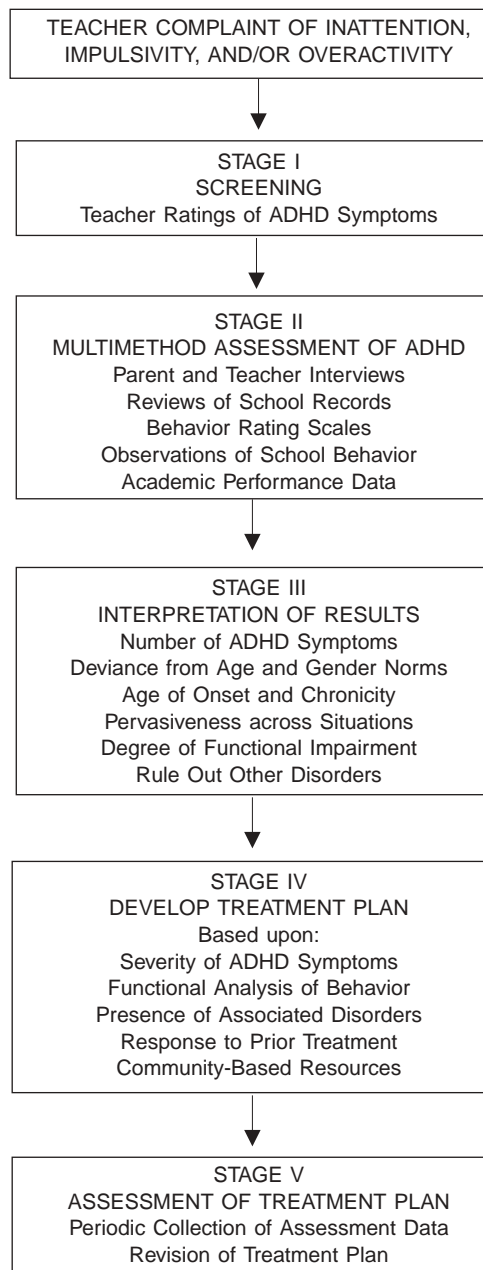 TEACHER COMPLAINT OF INATTENTION,
IMPULSIVITY, AND/OR OVERACTIVITY
STAGE I
SCREENING
Teacher Ratings of ADHD Symptoms
STAGE II
MULTIMETHOD ASSESSMENT OF ADHD
Parent and Teacher Interviews
Reviews of School Records
Behavior Rating Scales
Observations of School Behavior
Academic Performance Data
STAGE III
INTERPRETATION OF RESULTS
Number of ADHD Symptoms
Deviance from Age and Gender Norms
Age of Onset and Chronicity
Pervasiveness across Situations
Degree of Functional Impairment
Rule Out Other Disorders
STAGE IV
DEVELOP TREATMENT PLAN
Based upon:
Severity of ADHD Symptoms
Functional Analysis of Behavior
Presence of Associated Disorders
Response to Prior Treatment
Community-Based Resources
STAGE V
ASSESSMENT OF TREATMENT PLAN
Periodic Collection of Assessment Data
Revision of Treatment Plan